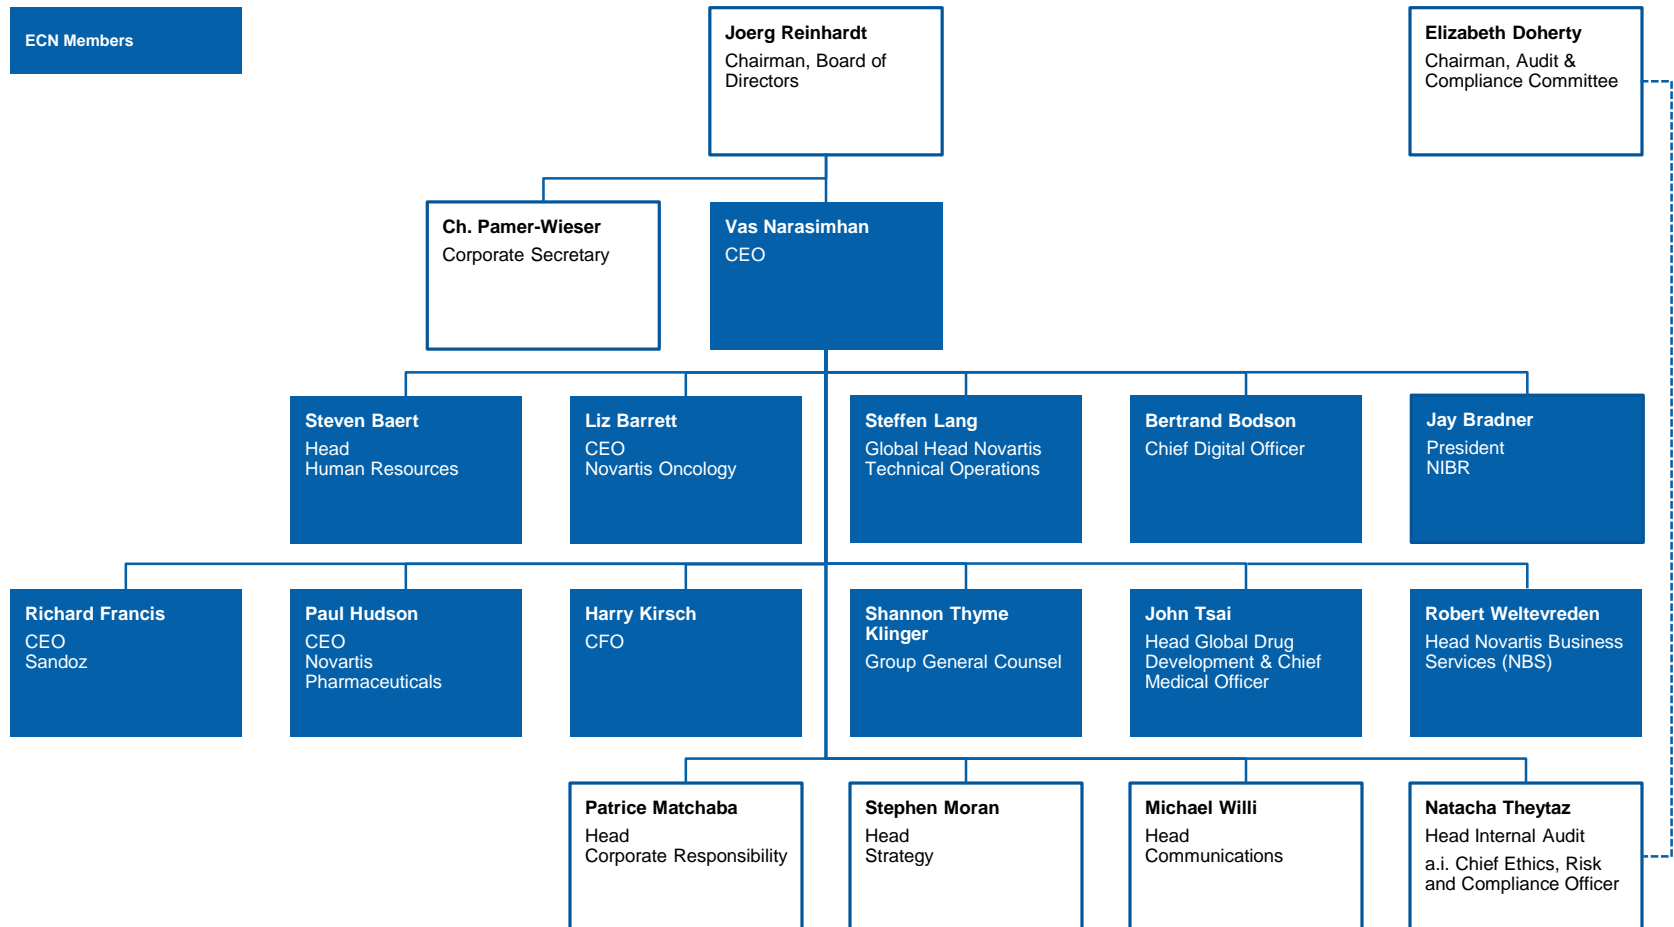 ECN Members
Joerg Reinhardt
Chairman, Board of
Directors
Elizabeth Doherty
Chairman, Audit &
Compliance Committee
Ch. Pamer-Wieser
Corporate Secretary
Vas Narasimhan
CEO
Steven Baert
Head
Human Resources
Liz Barrett
CEO
Novartis Oncology
Steffen Lang
Global Head Novartis
Technical Operations
Bertrand Bodson
Chief Digital Officer
Jay Bradner
President
NIBR
Richard Francis
CEO
Sandoz
Paul Hudson
CEO
Novartis
Pharmaceuticals
Harry Kirsch
CFO
Shannon Thyme
Klinger
Group General Counsel
John Tsai
Head Global Drug
Development & Chief
Medical Officer
Robert Weltevreden
Head Novartis Business
Services (NBS)
Patrice Matchaba
Head
Corporate Responsibility
Stephen Moran
Head
Strategy
Michael Willi
Head
Communications
Natacha Theytaz
Head Internal Audit
a.i. Chief Ethics, Risk
and Compliance Officer